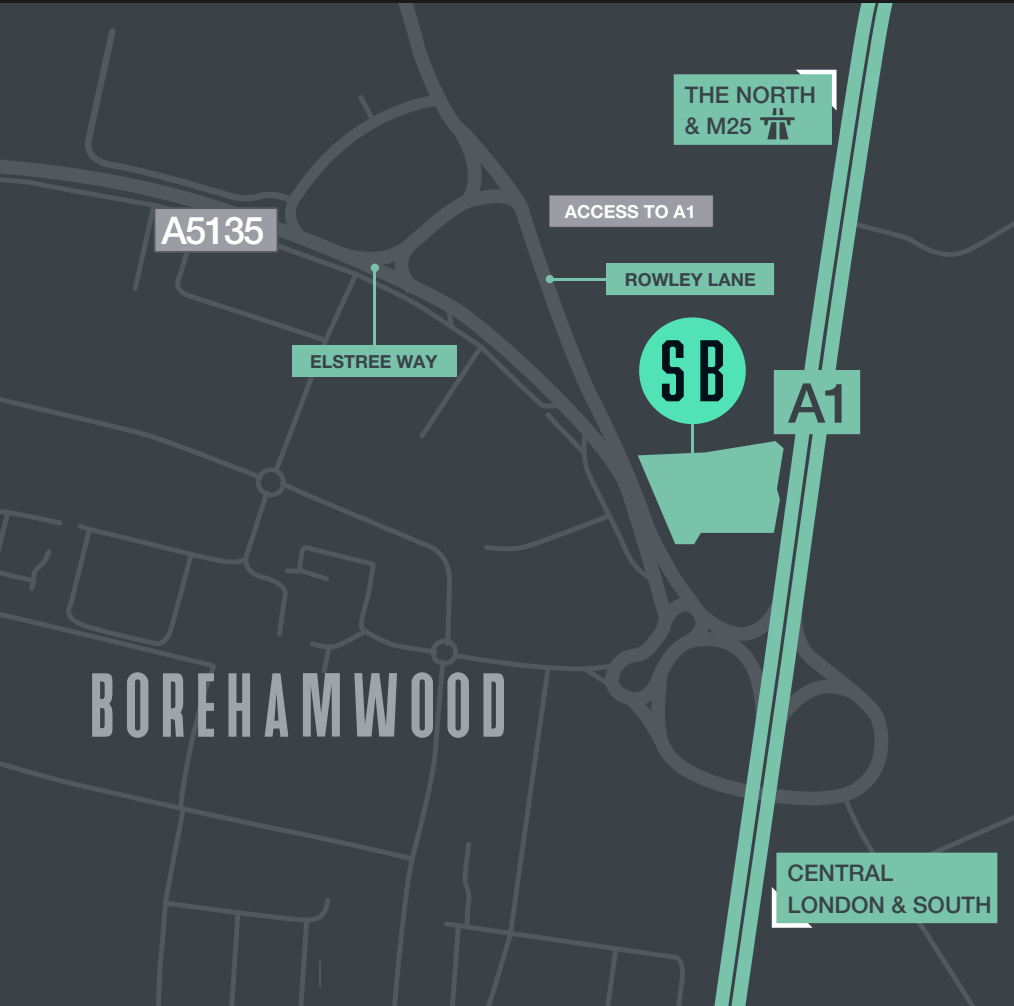 THE NORTH
& M25
ACCESS TO A1
A5135
ROWLEY LANE
ELSTREE WAY
SB
A1
BOREHAMWOOD
CENTRAL
LONDON & SOUTH